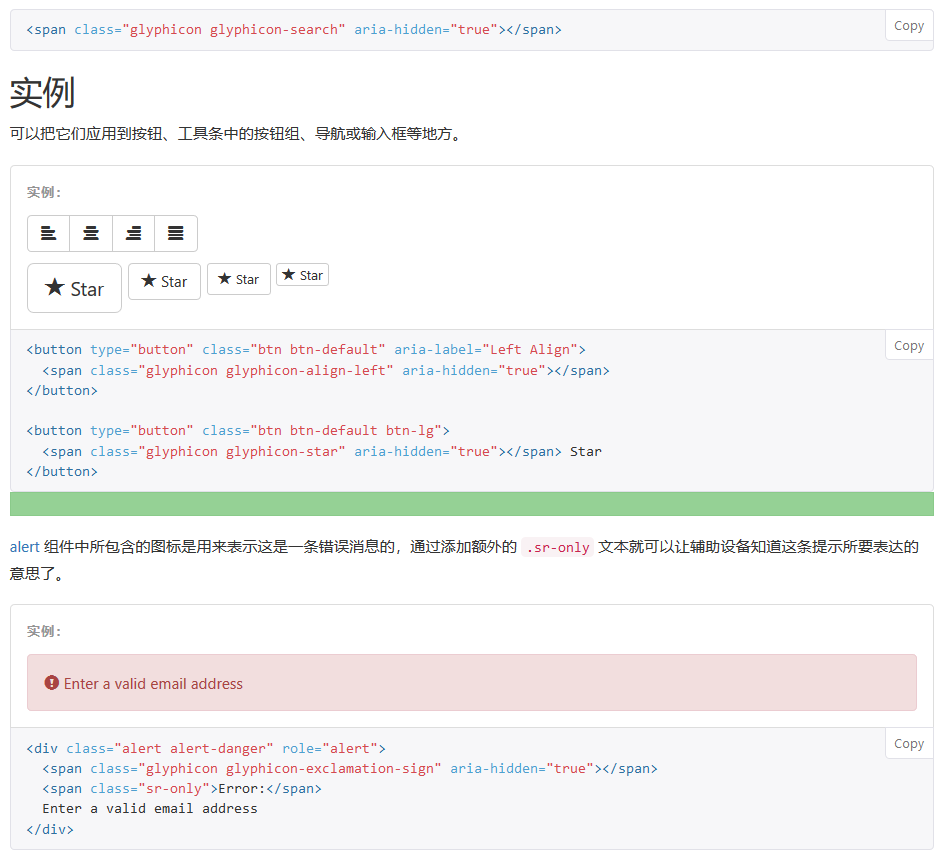 <span class="glyphicon glyphicon-search" aria-hidden="true"></span>
Copy
实例
可以把它们应用到按钮、工具条中的按钮组、导航或输入框等地方。
实例：
★ Star ★ Star ★ Star ★ Star
<button type="button" class="btn btn-default" aria-label="Left Align">
Copy
  <span class="glyphicon glyphicon-align-left" aria-hidden="true"></span>
</button>
<button type="button" class="btn btn-default btn-lg">
  <span class="glyphicon glyphicon-star" aria-hidden="true"></span> Star
</button>
alert 组件中所包含的图标是用来表示这是一条错误消息的，通过添加额外的 .sr-only 文本就可以让辅助设备知道这条提示所要表达的
意思了。
实例：
Enter a valid email address
<div class="alert alert-danger" role="alert">
Copy
  <span class="glyphicon glyphicon-exclamation-sign" aria-hidden="true"></span>
  <span class="sr-only">Error:</span>
  Enter a valid email address
</div>